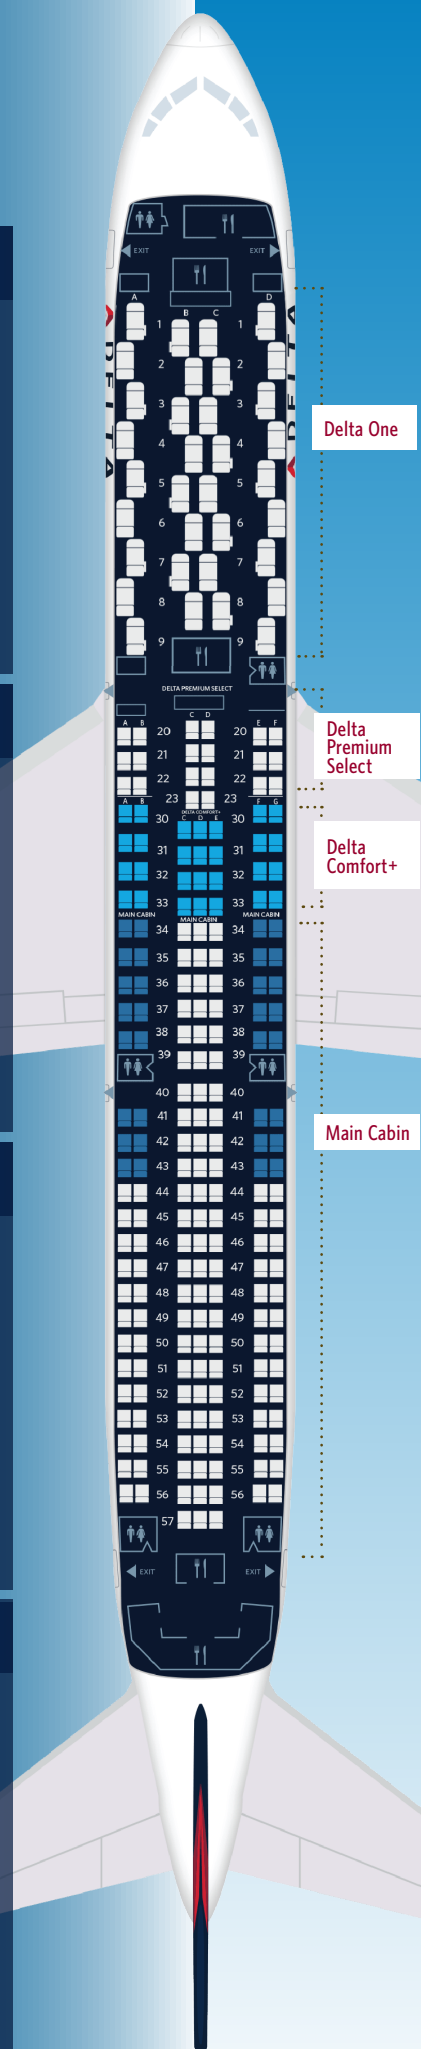 EXIT EXIT
A D
B C
1 1
2 2
3 3
4 4
5 5
6 6
7 7
8 8
9 9
DELTA
DELTA
Delta One
DELTA PREMIUM SELECT
C D
A B E F
20 20
21 21
22 22
23 23
Delta
Premium
Select
A B F G
DELTA COMFORT+
C D E
30 30
31 31
32 32
33 33
Delta
Comfort+
MAIN CABIN MAIN CABIN MAIN CABIN
34 34
35 35
36 36
37 37
38 38
39 39
40 40
41 41
42 42
43 43
44 44
45 45
46 46
47 47
48 48
49 49
50 50
51 51
52 52
53 53
54 54
55 55
56 56
57
Main Cabin
EXIT EXIT